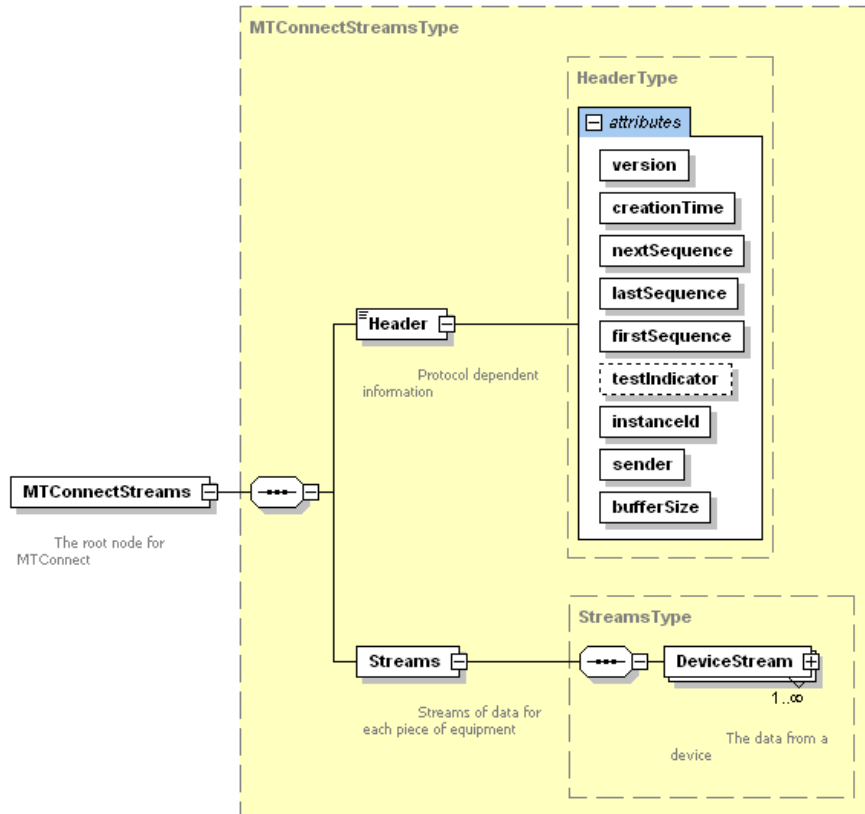 MTConnectStreamsType
HeaderType
attributes
version
creationTime
nextSequence
lastSequence
firstSequence
testIndicator
instanceId
sender
bufferSize
Header
Protocol dependent
information
MTConnectStreams
The root node for
MTConnect
StreamsType
Streams
DeviceStream
1..∞
Streams of data for
each piece of equipment
The data from a
device